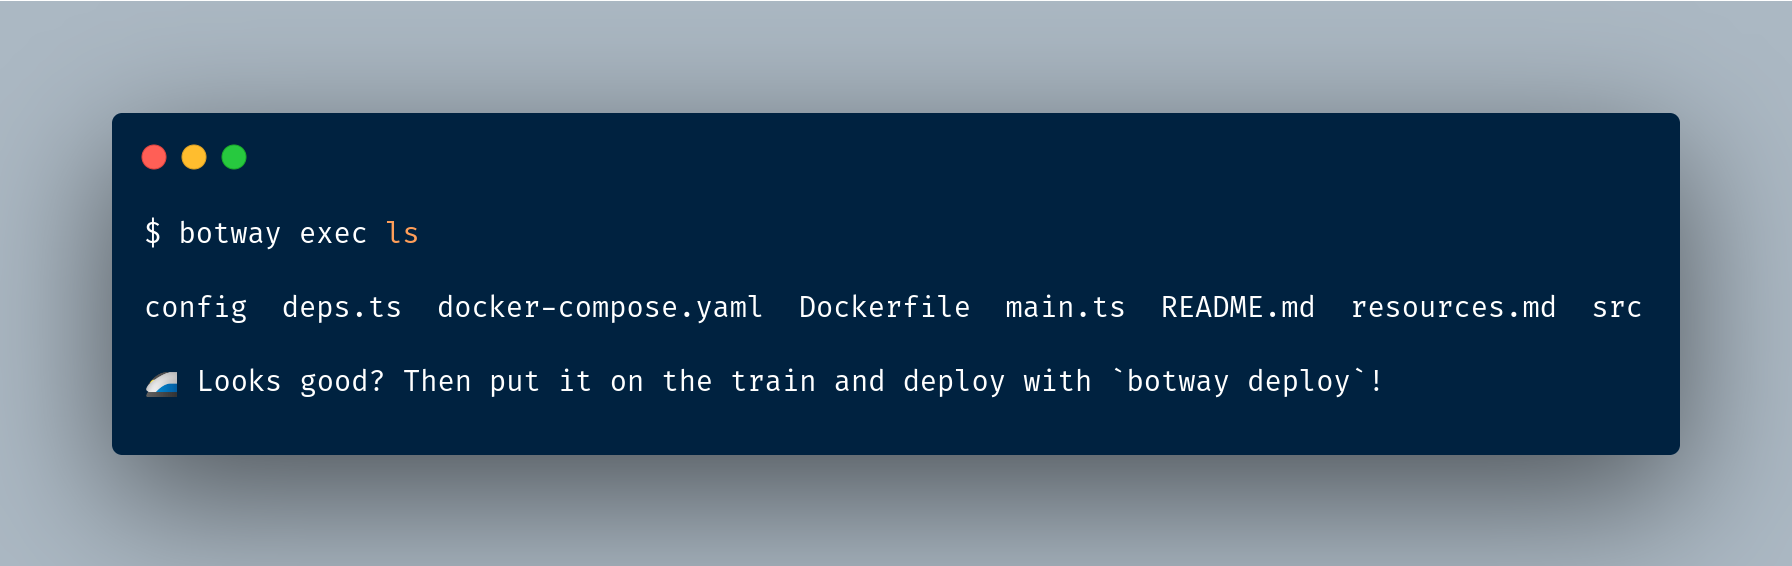 $ botway exec ls
config  deps.ts  docker-compose.yaml  Dockerfile  main.ts  README.md  resources.md  src
🚄 Looks good? Then put it on the train and deploy with `botway deploy`!